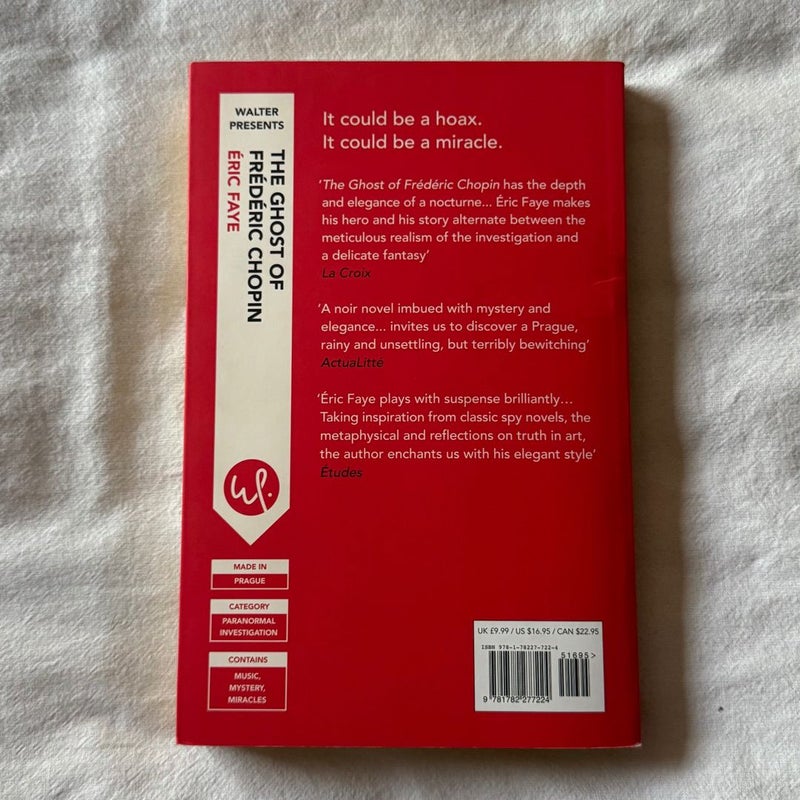 WALTER
PRESENTS
THE GHOST OF
FRÉDÉRIC CHOPIN
ÉRIC FAYE
wp.
MADE IN
PRAGUE
CATEGORY
PARANORMAL
INVESTIGATION
CONTAINS
MUSIC,
MYSTERY,
MIRACLES
It could be a hoax.
It could be a miracle.
‘The Ghost of Frédéric Chopin has the depth
and elegance of a nocturne... Éric Faye makes
his hero and his story alternate between the
meticulous realism of the investigation and
a delicate fantasy’
La Croix
‘A noir novel imbued with mystery and
elegance... invites us to discover a Prague,
rainy and unsettling, but terribly bewitching’
ActuaLitté
‘Éric Faye plays with suspense brilliantly…
Taking inspiration from classic spy novels, the
metaphysical and reflections on truth in art,
the author enchants us with his elegant style’
Études
UK £9.99 / US $16.95 / CAN $22.95
ISBN 978-1-78227-722-4
51695>
9 781782 277224